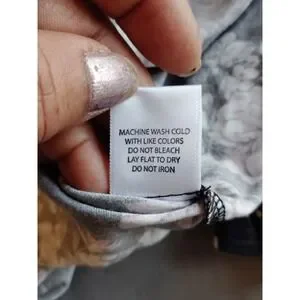 MACHINE WASH COLD
WITH LIKE COLORS
DO NOT BLEACH
LAY FLAT TO DRY
DO NOT IRON